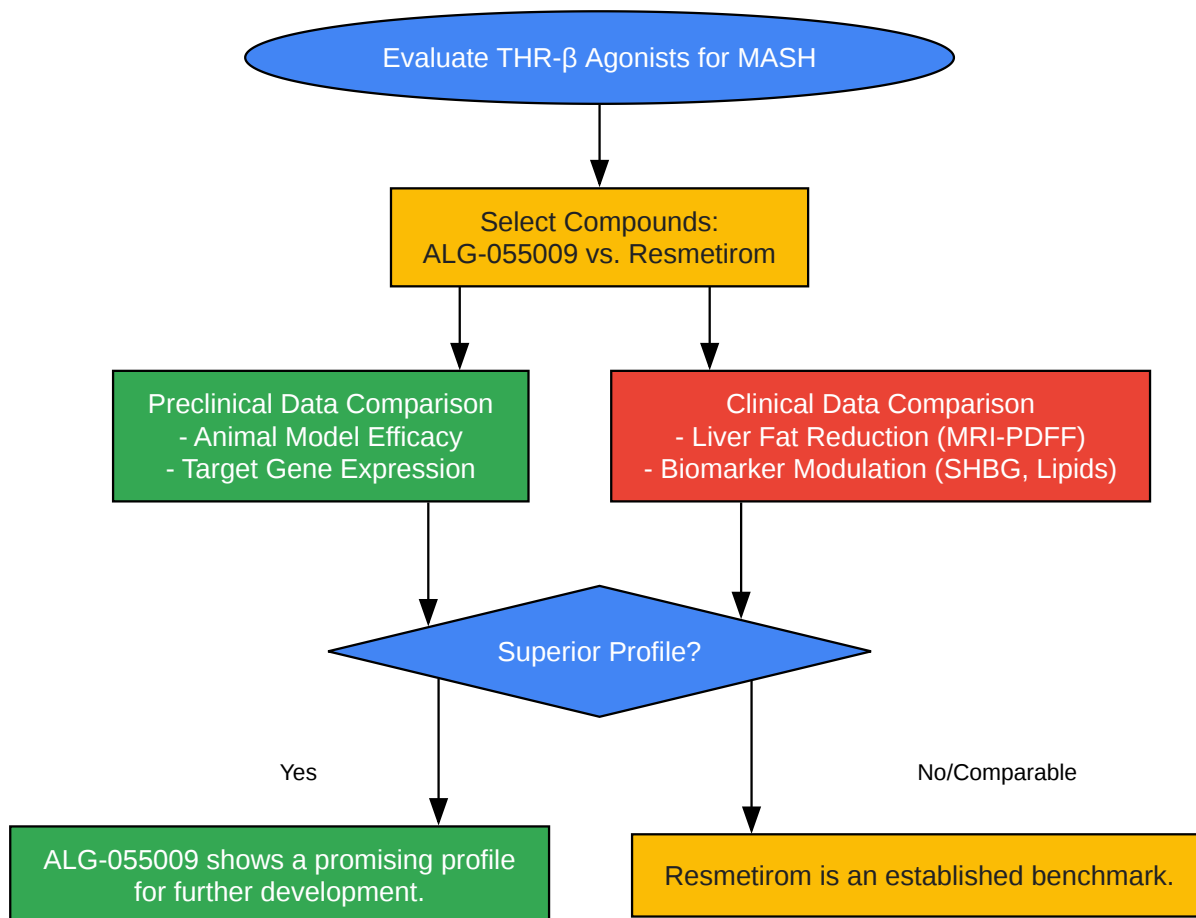 Evaluate THR-β Agonists for MASH
Select Compounds:
ALG-055009 vs. Resmetirom
Preclinical Data Comparison
- Animal Model Efficacy
- Target Gene Expression
Clinical Data Comparison
- Liver Fat Reduction (MRI-PDFF)
- Biomarker Modulation (SHBG, Lipids)
Superior Profile?
Yes
No/Comparable
ALG-055009 shows a promising profile
for further development.
Resmetirom is an established benchmark.